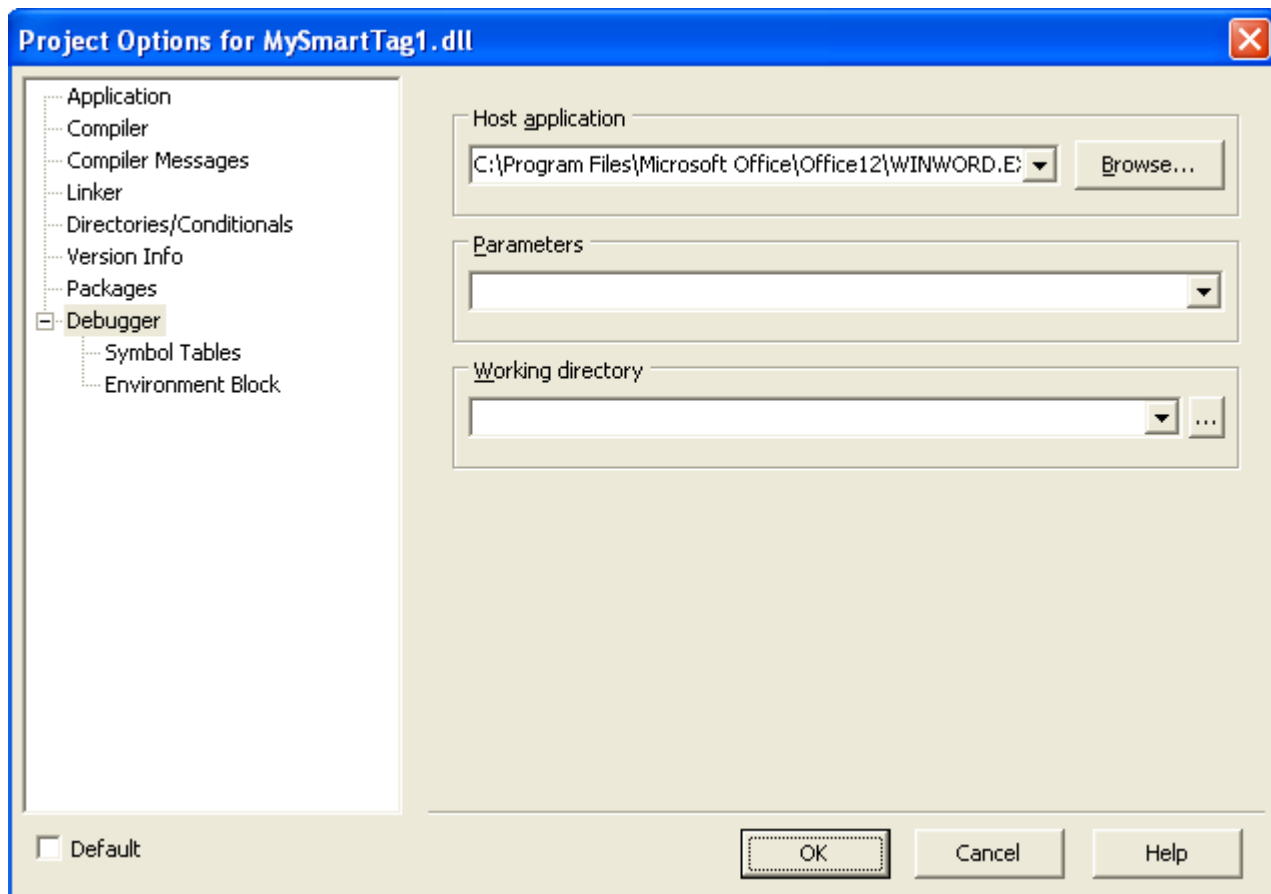 Project Options for MySmartTag1.dll
Application
Compiler
Compiler Messages
Linker
Directories/Conditionals
Version Info
Packages
Debugger
Symbol Tables
Environment Block
Host application
C:\Program Files\Microsoft Office\Office12\WINWORD.EX
Browse...
Parameters
Working directory
...
Default
OK
Cancel
Help